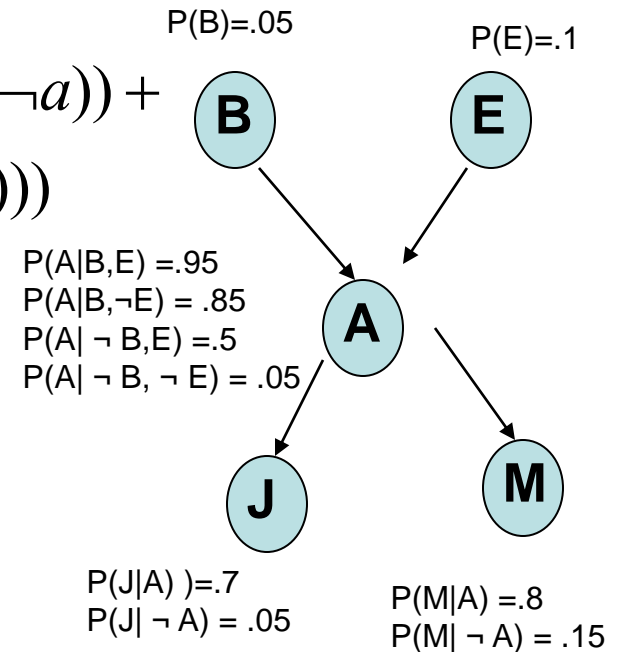 P(B)=.05
P(E)=.1
¬a)) +
)))
B
E
P(A|B,E) =.95
P(A|B,¬E) = .85
P(A| ¬ B,E) =.5
P(A| ¬ B, ¬ E) = .05
A
J
M
P(J|A) )=.7
P(J| ¬ A) = .05
P(M|A) =.8
P(M| ¬ A) = .15